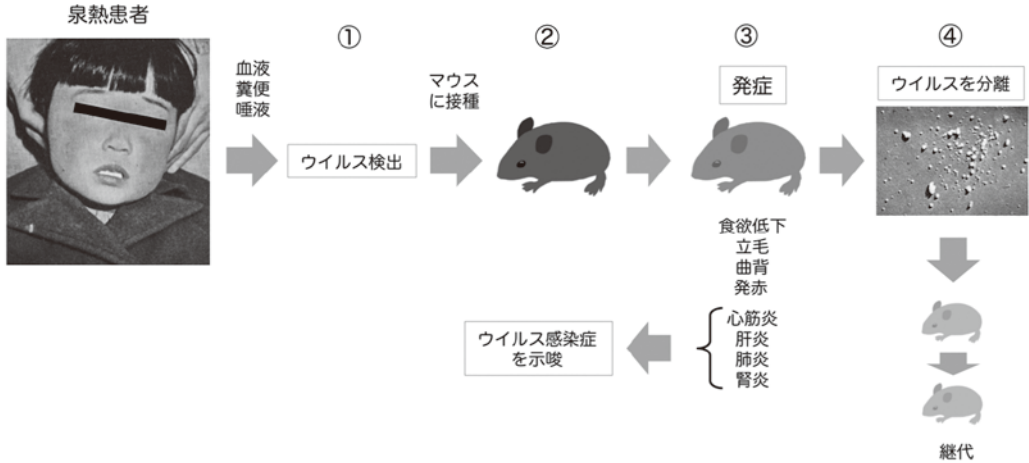 泉熱患者
①
②
③
④
血液
糞便
唾液
ウイルス検出
マウス
に接種
発症
ウイルスを分離
食欲低下
立毛
曲背
発赤
心筋炎
肝炎
肺炎
腎炎
ウイルス感染症
を示唆
継代